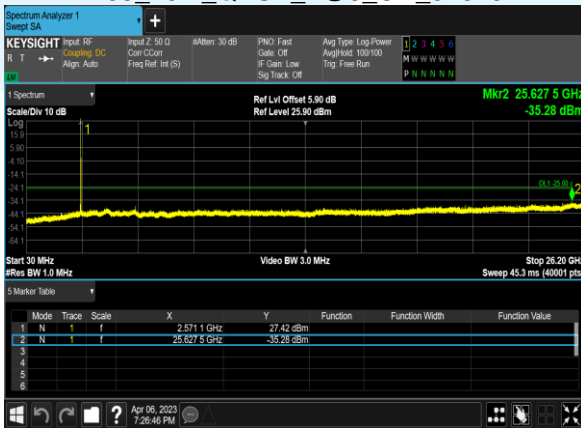 Spectrum Analyzer 1
Swept SA
+
KEYSIGHT
R T
LV
Input: RF
Coupling: DC
Align: Auto
Input Z: 50 Ω
Corr CCorr
Freq Ref: Int (S)
#Atten: 30 dB
PNO: Fast
Gate: Off
IF Gain: Low
Sig Track: Off
Avg Type: Log-Power
Avg|Hold: 100/100
Trig: Free Run
1 2 3 4 5 6
M W W W W W
P N N N N N
1 Spectrum
Scale/Div 10 dB
Ref Lvl Offset 5.90 dB
Ref Level 25.90 dBm
Mkr2 25.627 5 GHz
-35.28 dBm
Log
15.9
5.90
-4.10
-14.1
-24.1
-34.1
-44.1
-54.1
-64.1
1
DL1 -25.00
2
Start 30 MHz
#Res BW 1.0 MHz
Video BW 3.0 MHz
Stop 26.20 GHz
Sweep 45.3 ms (40001 pts
5 Marker Table
Mode Trace Scale X Y Function Function Width Function Value
1 N 1 f 2.571 1 GHz 27.42 dBm
2 N 1 f 25.627 5 GHz -35.28 dBm
3
4
5
6
?
Apr 06, 2023
7:26:46 PM